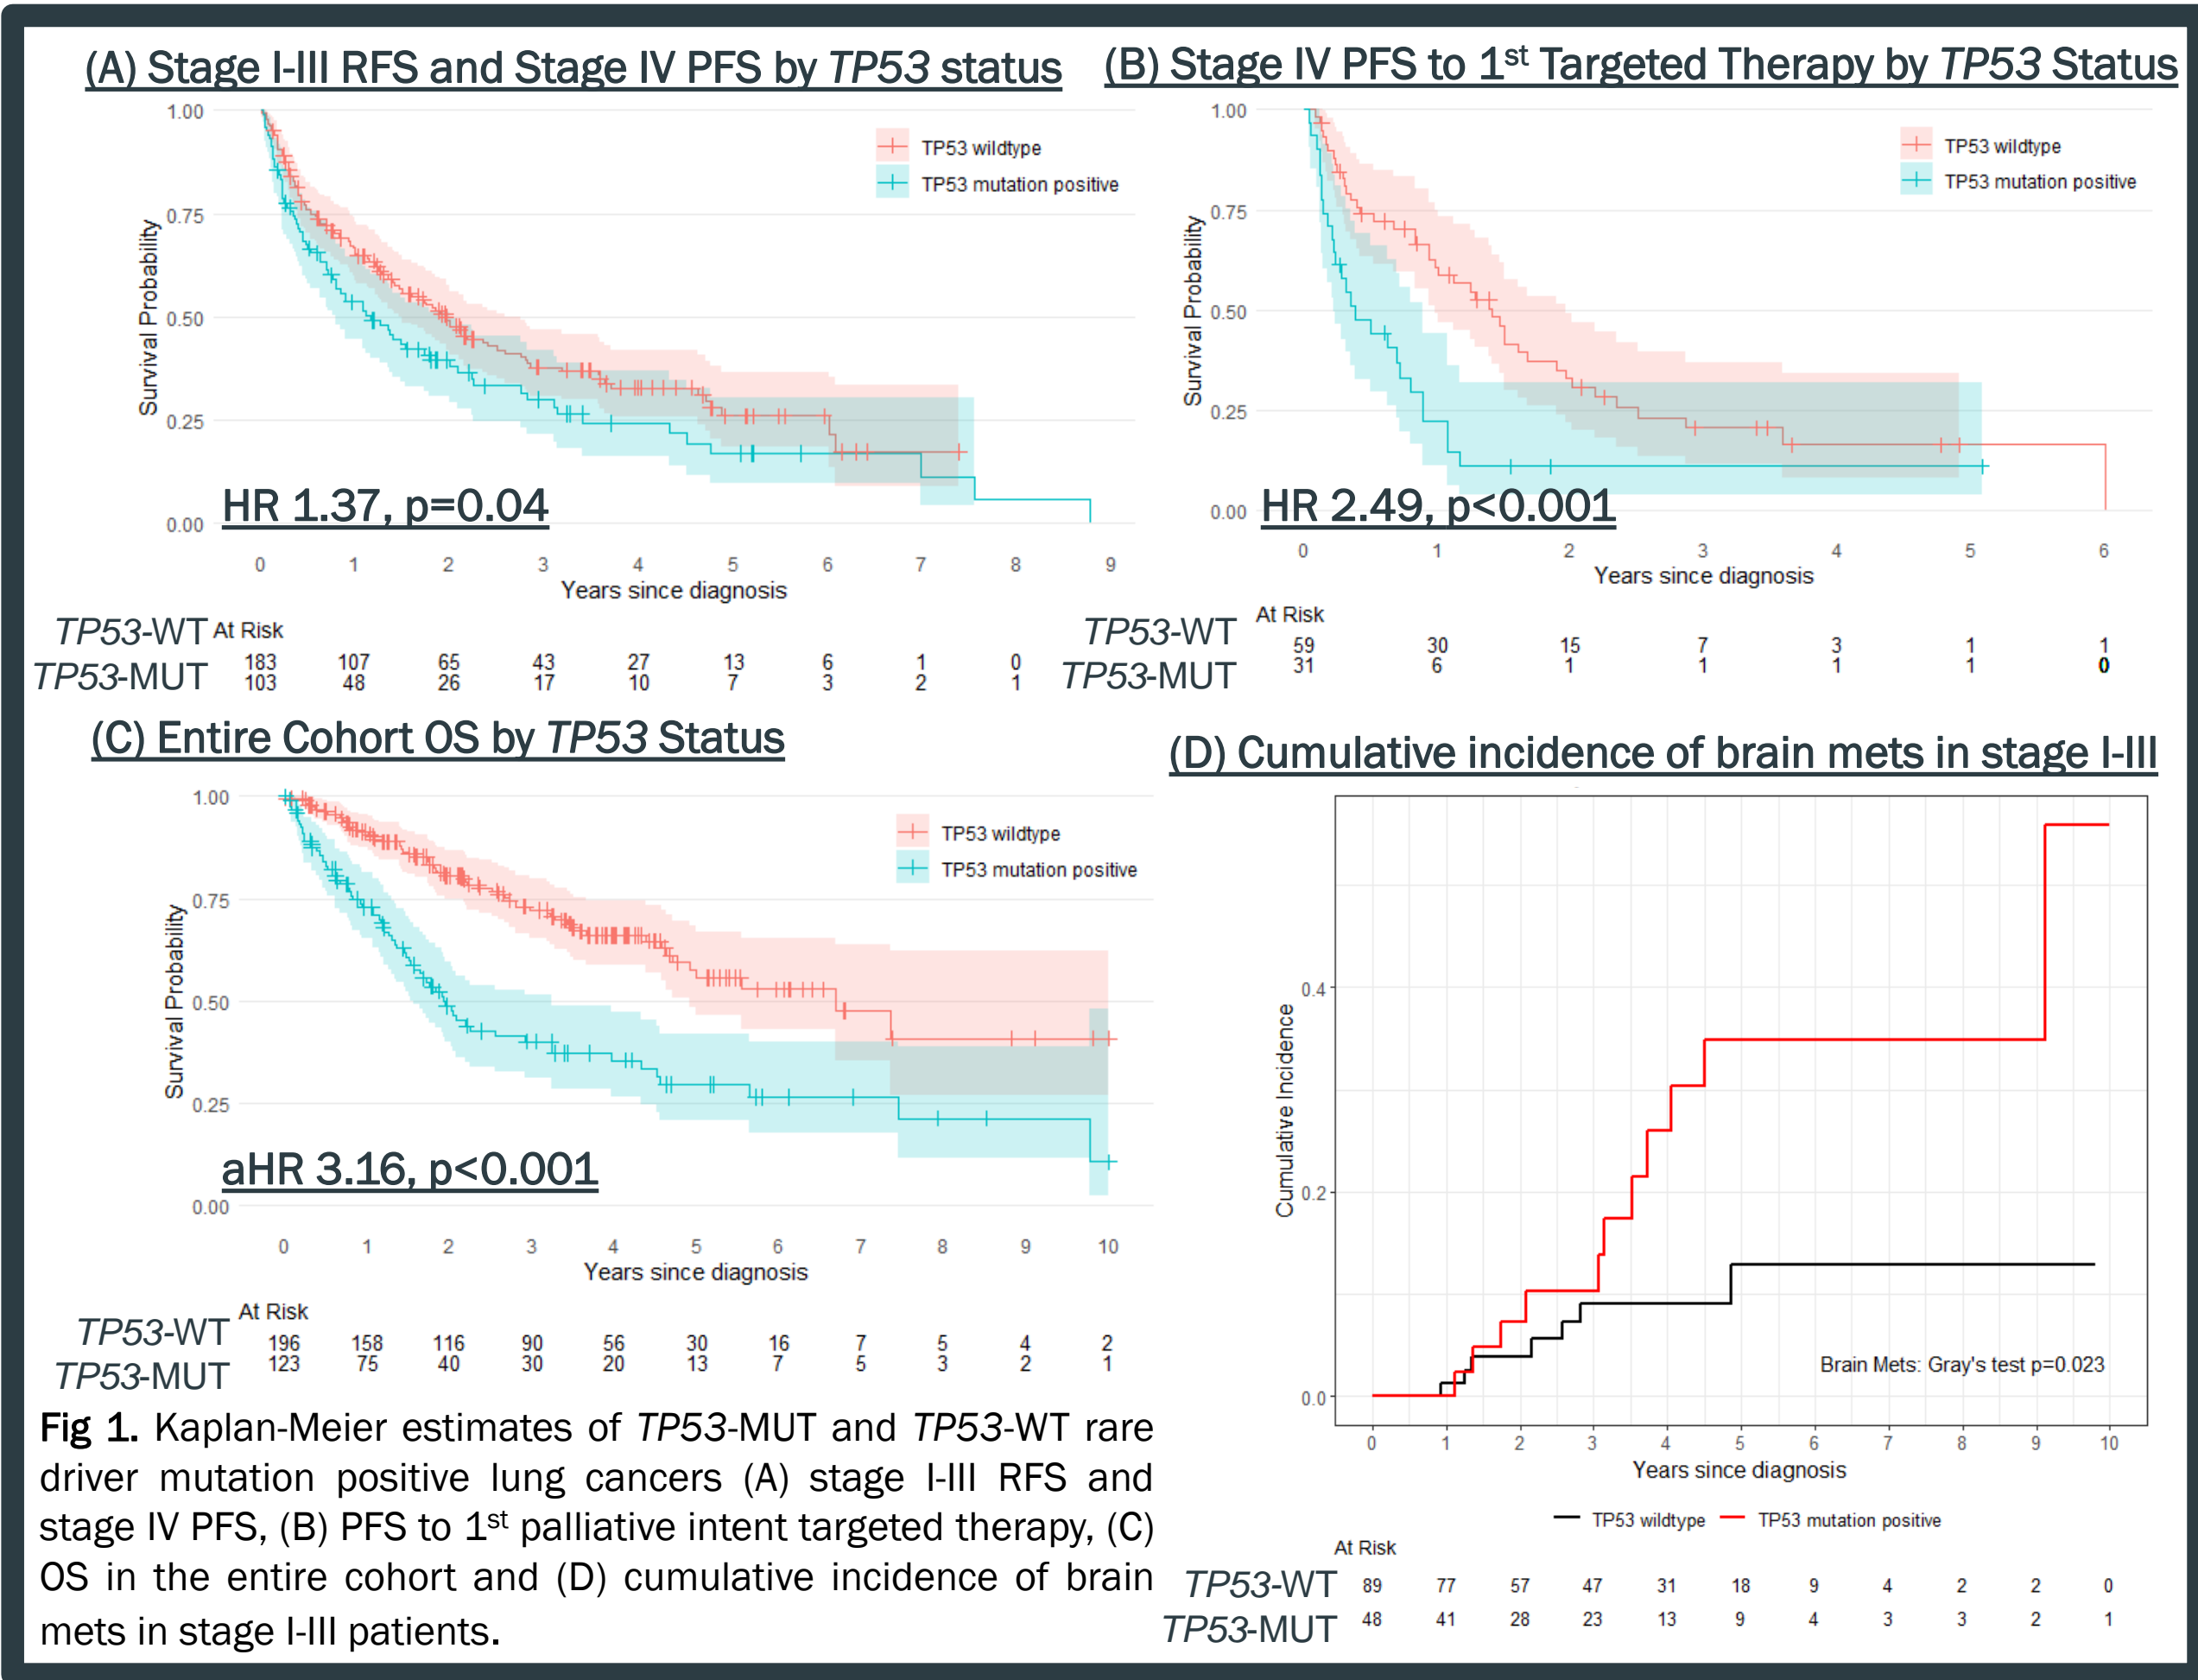 (A) Stage I-III RFS and Stage IV PFS by TP53 status
1.00
0.75
0.50
0.25
0.00
Survival Probability
TP53 wildtype
TP53 mutation positive
HR 1.37, p=0.04
0 1 2 3 4 5 6 7 8 9
Years since diagnosis
At Risk
TP53-WT 183 107 65 43 27 13 6 1 0
TP53-MUT 103 48 26 17 10 7 3 2 1
(B) Stage IV PFS to 1st Targeted Therapy by TP53 Status
1.00
0.75
0.50
0.25
0.00
Survival Probability
TP53 wildtype
TP53 mutation positive
HR 2.49, p<0.001
0 1 2 3 4 5 6
Years since diagnosis
At Risk
TP53-WT 59 30 15 7 3 1 1
TP53-MUT 31 6 1 1 1 1 0
(C) Entire Cohort OS by TP53 Status
1.00
0.75
0.50
0.25
0.00
Survival Probability
TP53 wildtype
TP53 mutation positive
aHR 3.16, p<0.001
0 1 2 3 4 5 6 7 8 9 10
Years since diagnosis
At Risk
TP53-WT 196 158 116 90 56 30 16 7 5 4 2
TP53-MUT 123 75 40 30 20 13 7 5 3 2 1
(D) Cumulative incidence of brain mets in stage I-III
0.4
0.2
0.0
Cumulative Incidence
Brain Mets: Gray's test p=0.023
0 1 2 3 4 5 6 7 8 9 10
Years since diagnosis
TP53 wildtype TP53 mutation positive
At Risk
TP53-WT 89 77 57 47 31 18 9 4 2 2 0
TP53-MUT 48 41 28 23 13 9 4 3 3 2 1
Fig 1. Kaplan-Meier estimates of TP53-MUT and TP53-WT rare
driver mutation positive lung cancers (A) stage I-III RFS and
stage IV PFS, (B) PFS to 1st palliative intent targeted therapy, (C)
OS in the entire cohort and (D) cumulative incidence of brain
mets in stage I-III patients.